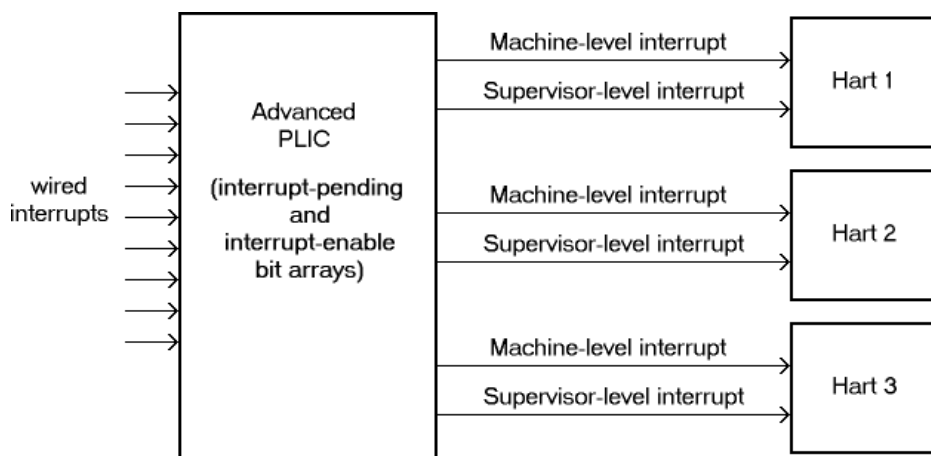 wired
interrupts
Advanced
PLIC
(interrupt-pending
and
interrupt-enable
bit arrays)
Machine-level interrupt
Supervisor-level interrupt
Hart 1
Machine-level interrupt
Supervisor-level interrupt
Hart 2
Machine-level interrupt
Supervisor-level interrupt
Hart 3